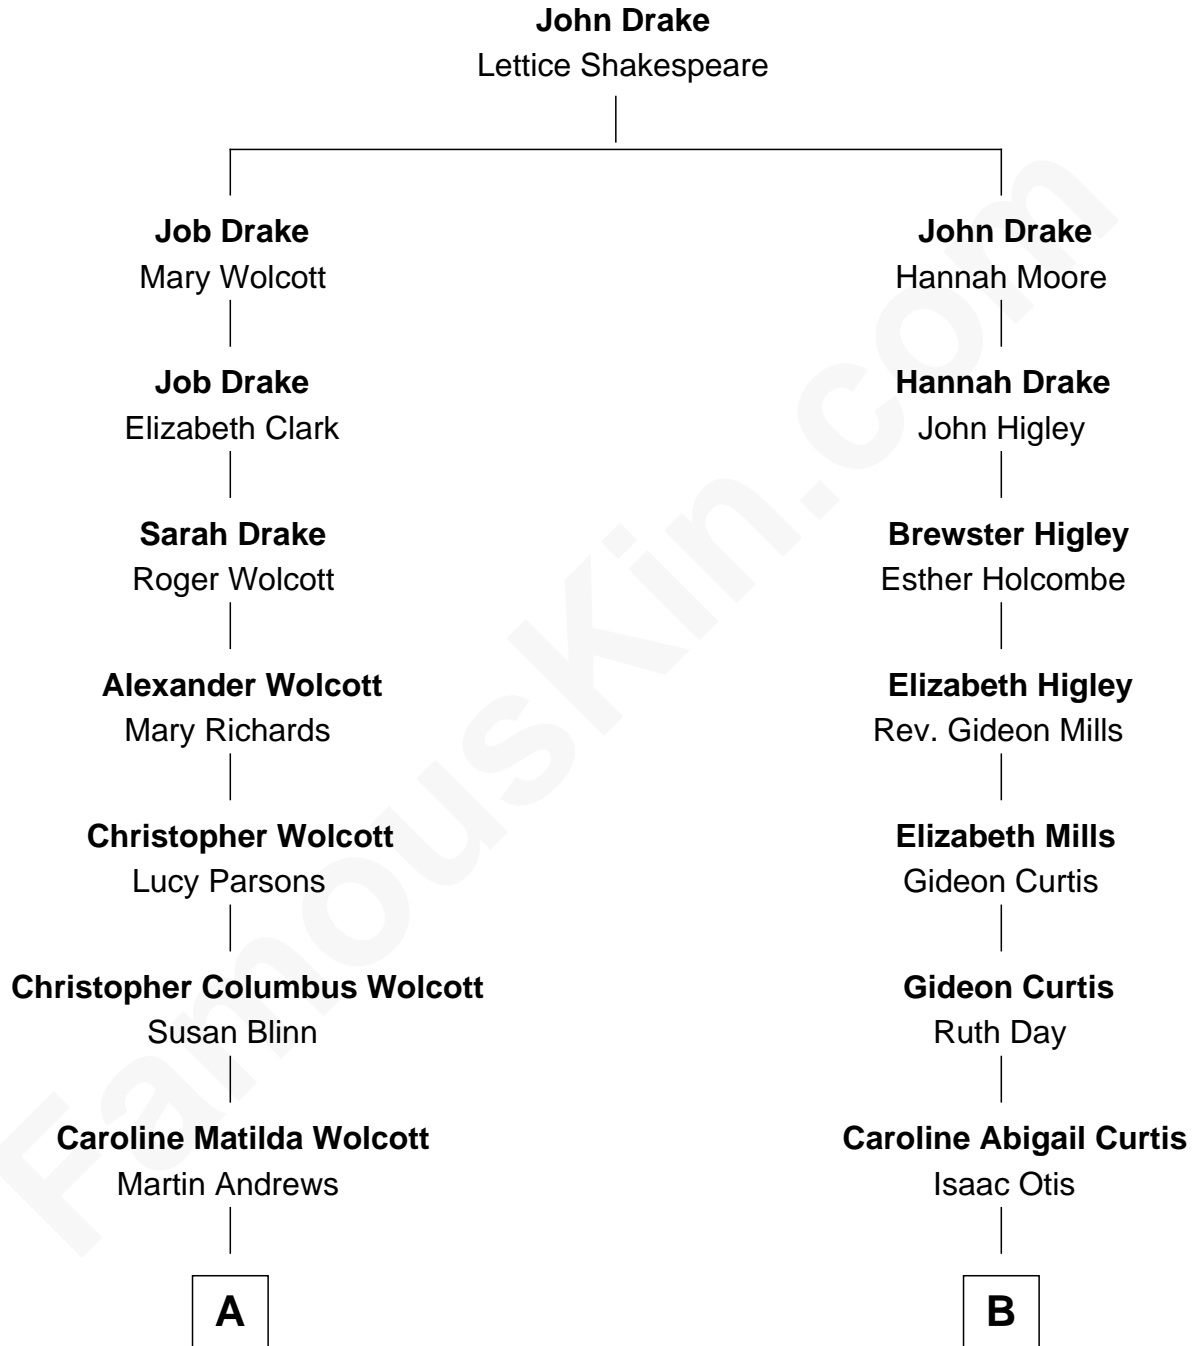 John Drake
Lettice Shakespeare
Job Drake
Mary Wolcott
John Drake
Hannah Moore
Job Drake
Elizabeth Clark
Hannah Drake
John Higley
Sarah Drake
Roger Wolcott
Brewster Higley
Esther Holcombe
Alexander Wolcott
Mary Richards
Elizabeth Higley
Rev. Gideon Mills
Christopher Wolcott
Lucy Parsons
Elizabeth Mills
Gideon Curtis
Christopher Columbus Wolcott
Susan Blinn
Gideon Curtis
Ruth Day
Caroline Matilda Wolcott
Martin Andrews
Caroline Abigail Curtis
Isaac Otis
A
B
FamousKin.com